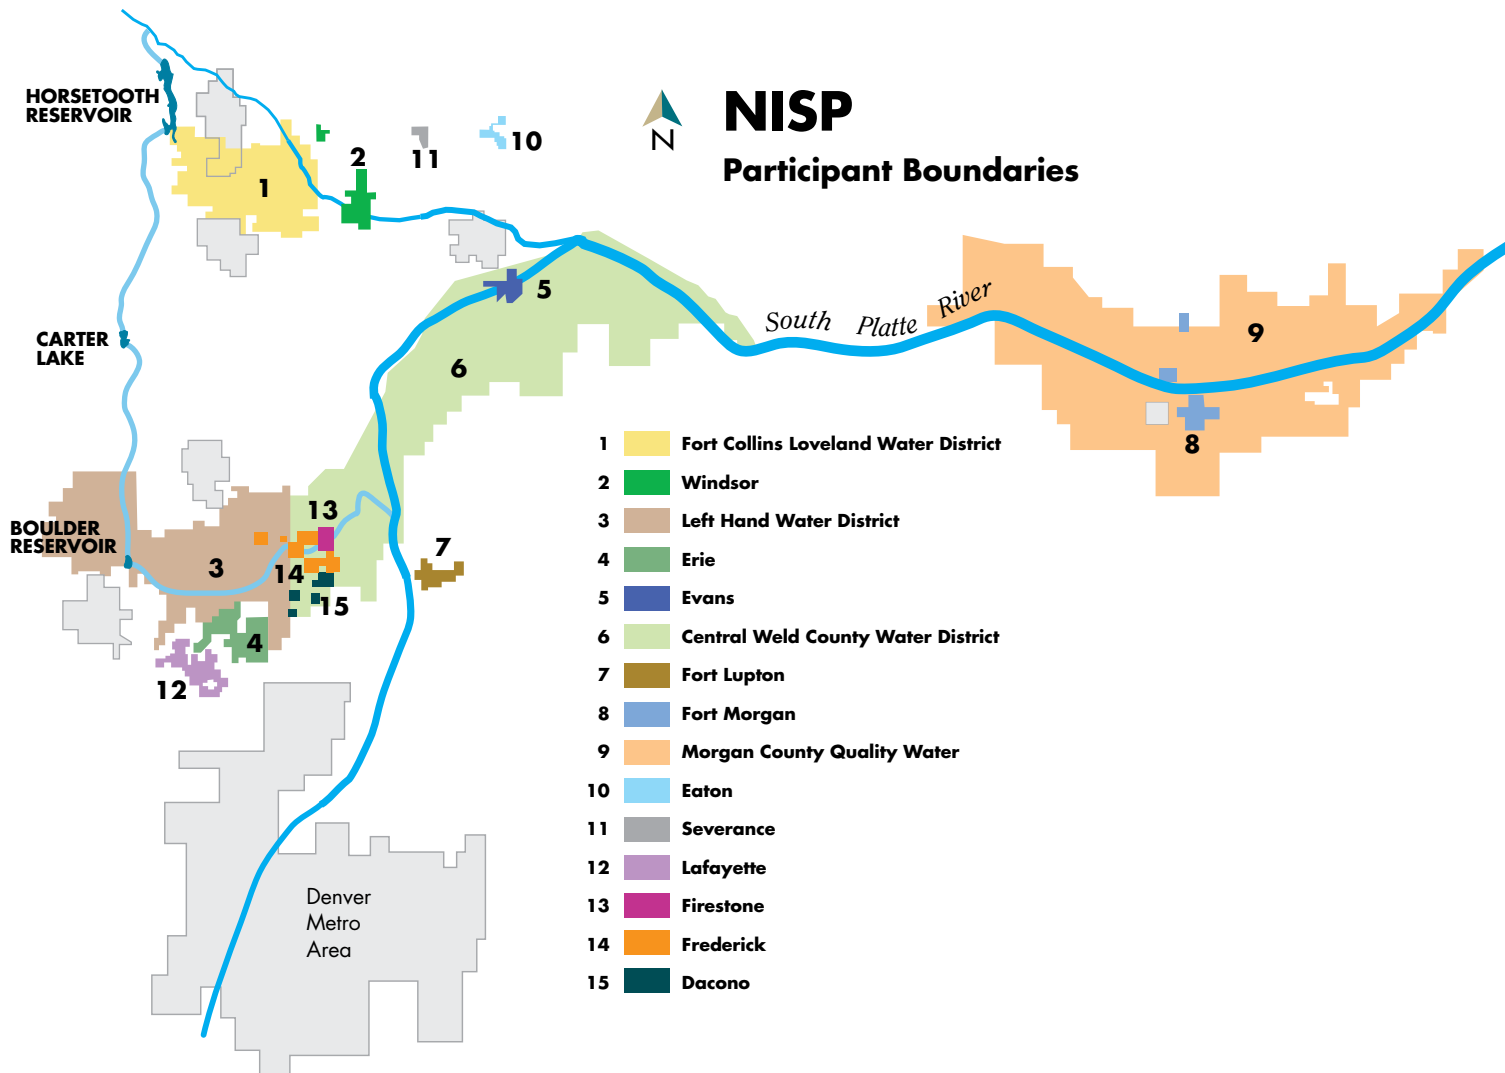 NISP
Participant Boundaries
N
HORSETOOTH
RESERVOIR
CARTER
LAKE
BOULDER
RESERVOIR
South Platte River
Denver
Metro
Area
1
2
11
10
5
6
9
8
13
14
3
7
15
4
12
1 Fort Collins Loveland Water District
2 Windsor
3 Left Hand Water District
4 Erie
5 Evans
6 Central Weld County Water District
7 Fort Lupton
8 Fort Morgan
9 Morgan County Quality Water
10 Eaton
11 Severance
12 Lafayette
13 Firestone
14 Frederick
15 Dacono